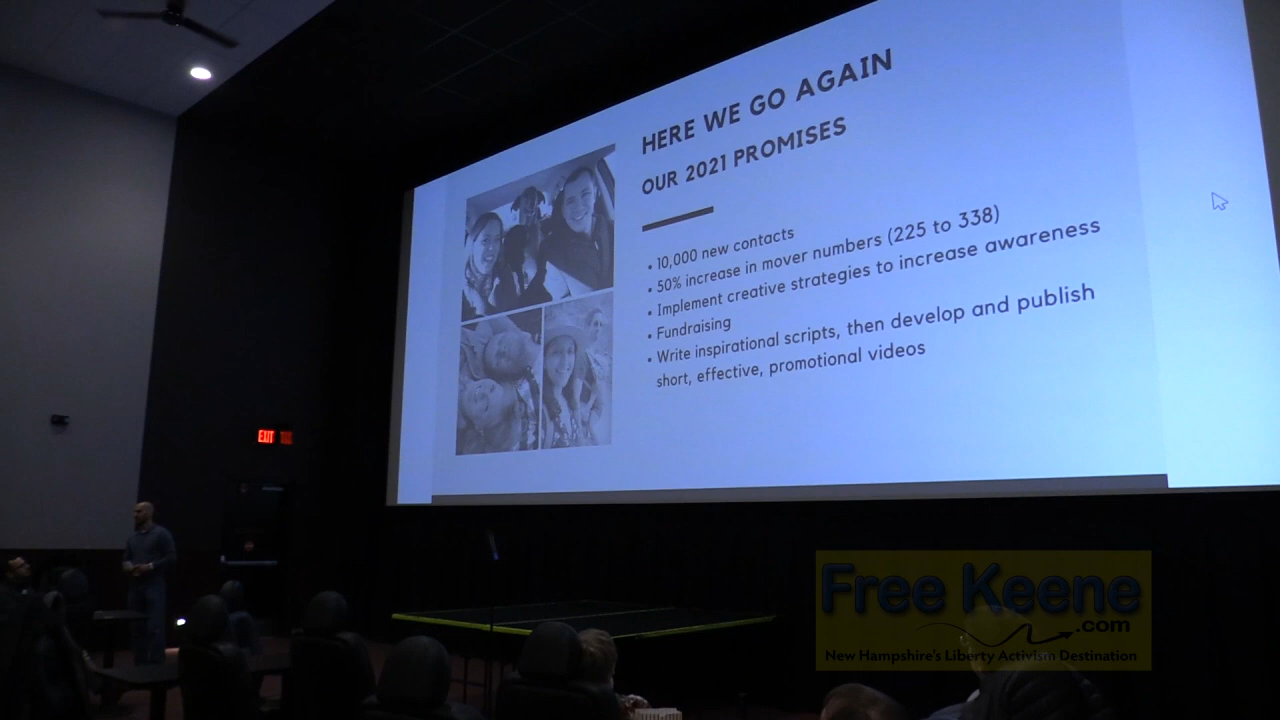 HERE WE GO AGAIN
OUR 2021 PROMISES
• 10,000 new contacts
• 50% increase in mover numbers (225 to 338)
• Implement creative strategies to increase awareness
• Fundraising
• Write inspirational scripts, then develop and publish
short, effective, promotional videos
EXIT
Free Keene
.com
New Hampshire's Liberty Activism Destination